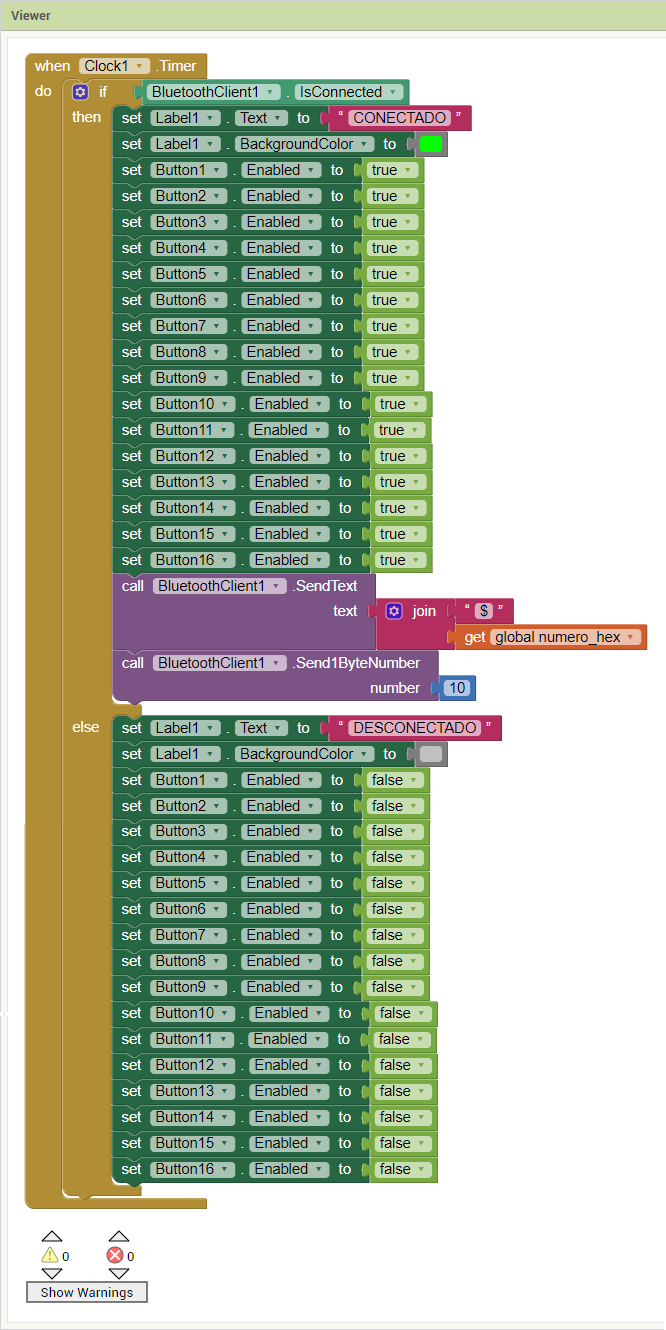 Viewer
when Clock1 .Timer
do if BluetoothClient1 . IsConnected
then set Label1 . Text to “ CONECTADO ”
set Label1 . BackgroundColor to
set Button1 . Enabled to true
set Button2 . Enabled to true
set Button3 . Enabled to true
set Button4 . Enabled to true
set Button5 . Enabled to true
set Button6 . Enabled to true
set Button7 . Enabled to true
set Button8 . Enabled to true
set Button9 . Enabled to true
set Button10 . Enabled to true
set Button11 . Enabled to true
set Button12 . Enabled to true
set Button13 . Enabled to true
set Button14 . Enabled to true
set Button15 . Enabled to true
set Button16 . Enabled to true
call BluetoothClient1 .SendText
text join “ $ ”
get global numero_hex
call BluetoothClient1 .Send1ByteNumber
number 10
else set Label1 . Text to “ DESCONECTADO ”
set Label1 . BackgroundColor to
set Button1 . Enabled to false
set Button2 . Enabled to false
set Button3 . Enabled to false
set Button4 . Enabled to false
set Button5 . Enabled to false
set Button6 . Enabled to false
set Button7 . Enabled to false
set Button8 . Enabled to false
set Button9 . Enabled to false
set Button10 . Enabled to false
set Button11 . Enabled to false
set Button12 . Enabled to false
set Button13 . Enabled to false
set Button14 . Enabled to false
set Button15 . Enabled to false
set Button16 . Enabled to false
0 0
Show Warnings